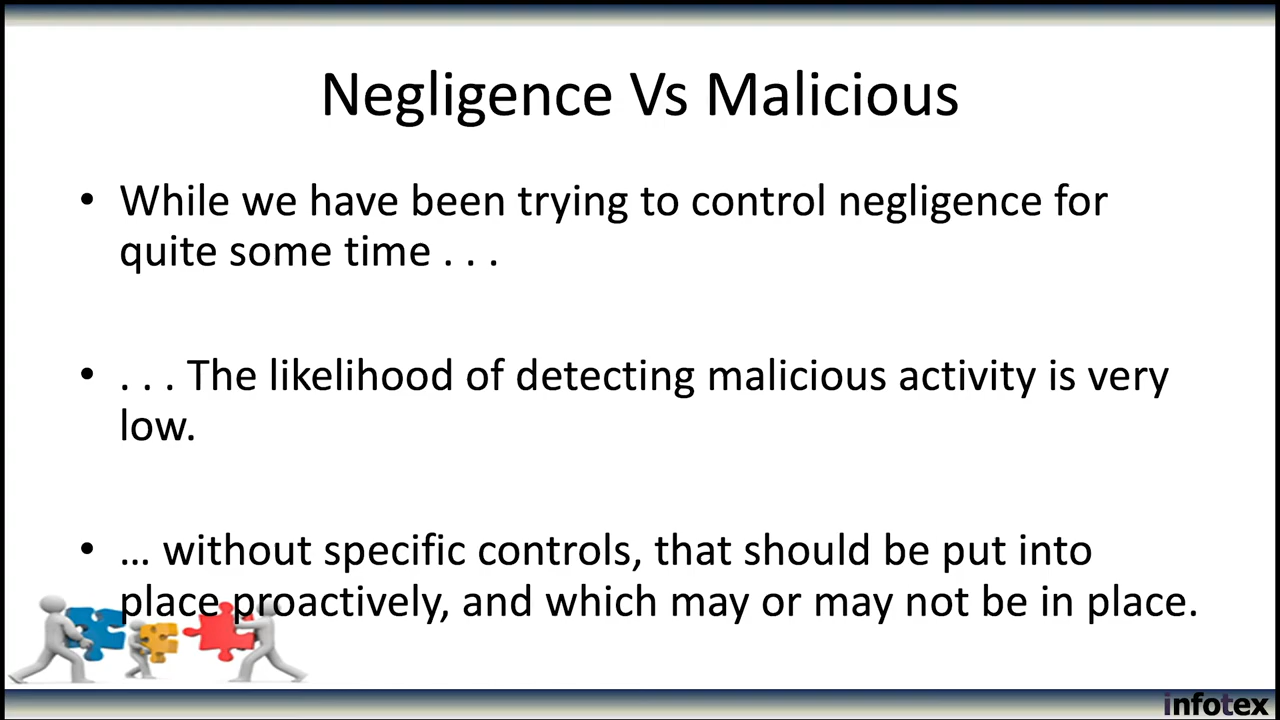 Negligence Vs Malicious
• While we have been trying to control negligence for
quite some time . . .
• . . . The likelihood of detecting malicious activity is very
low.
• … without specific controls, that should be put into
place proactively, and which may or may not be in place.
infotex